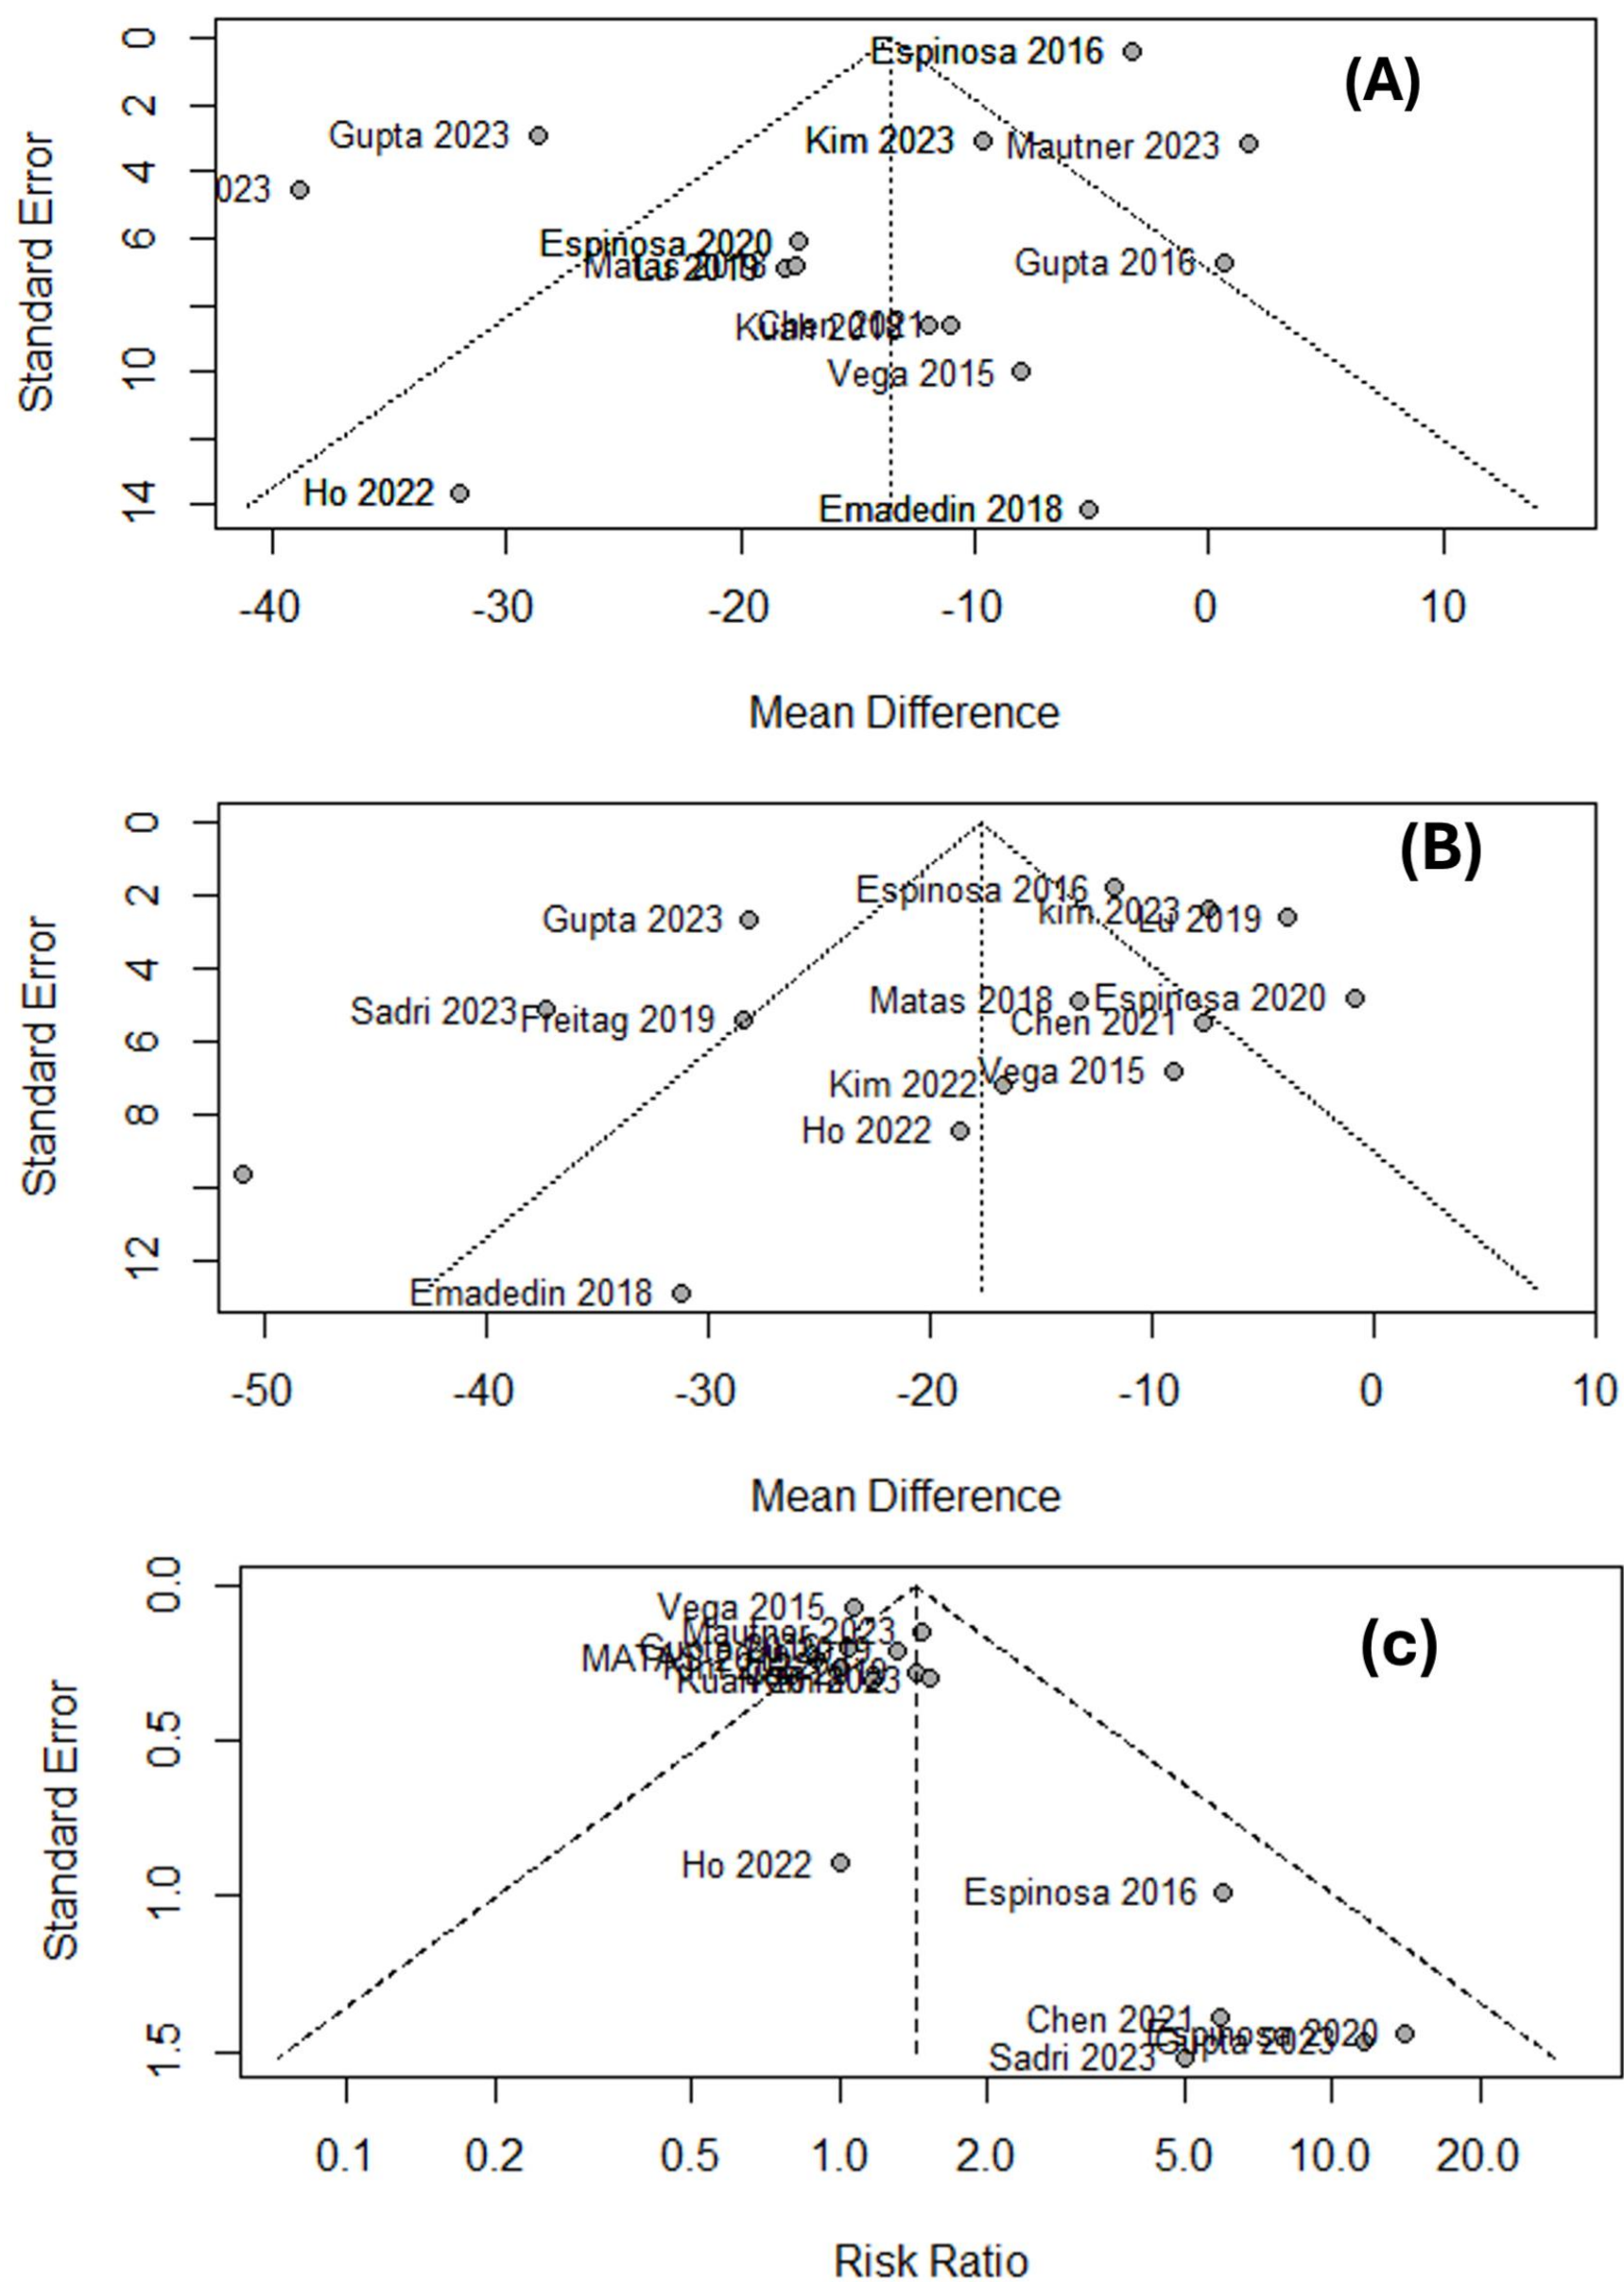 (A)
Standard Error
0
2
4
6
10
14
Espinosa 2016
Gupta 2023
Kim 2023
Mautner 2023
023
Espinosa 2020
Gupta 2016
Vega 2015
Ho 2022
Emadedin 2018
-40 -30 -20 -10 0 10
Mean Difference
(B)
Standard Error
0
2
4
6
8
12
Espinosa 2016
kim 2023
Lu 2019
Gupta 2023
Matas 2018
Espinosa 2020
Sadri 2023
Freitag 2019
Chen 2021
Vega 2015
Kim 2022
Ho 2022
Emadedin 2018
-50 -40 -30 -20 -10 0 10
Mean Difference
(c)
Standard Error
0.0
0.5
1.0
1.5
Vega 2015
Mautner 2023
Ho 2022
Espinosa 2016
Chen 2021
Espinosa 2020
Gupta 2023
Sadri 2023
0.1 0.2 0.5 1.0 2.0 5.0 10.0 20.0
Risk Ratio